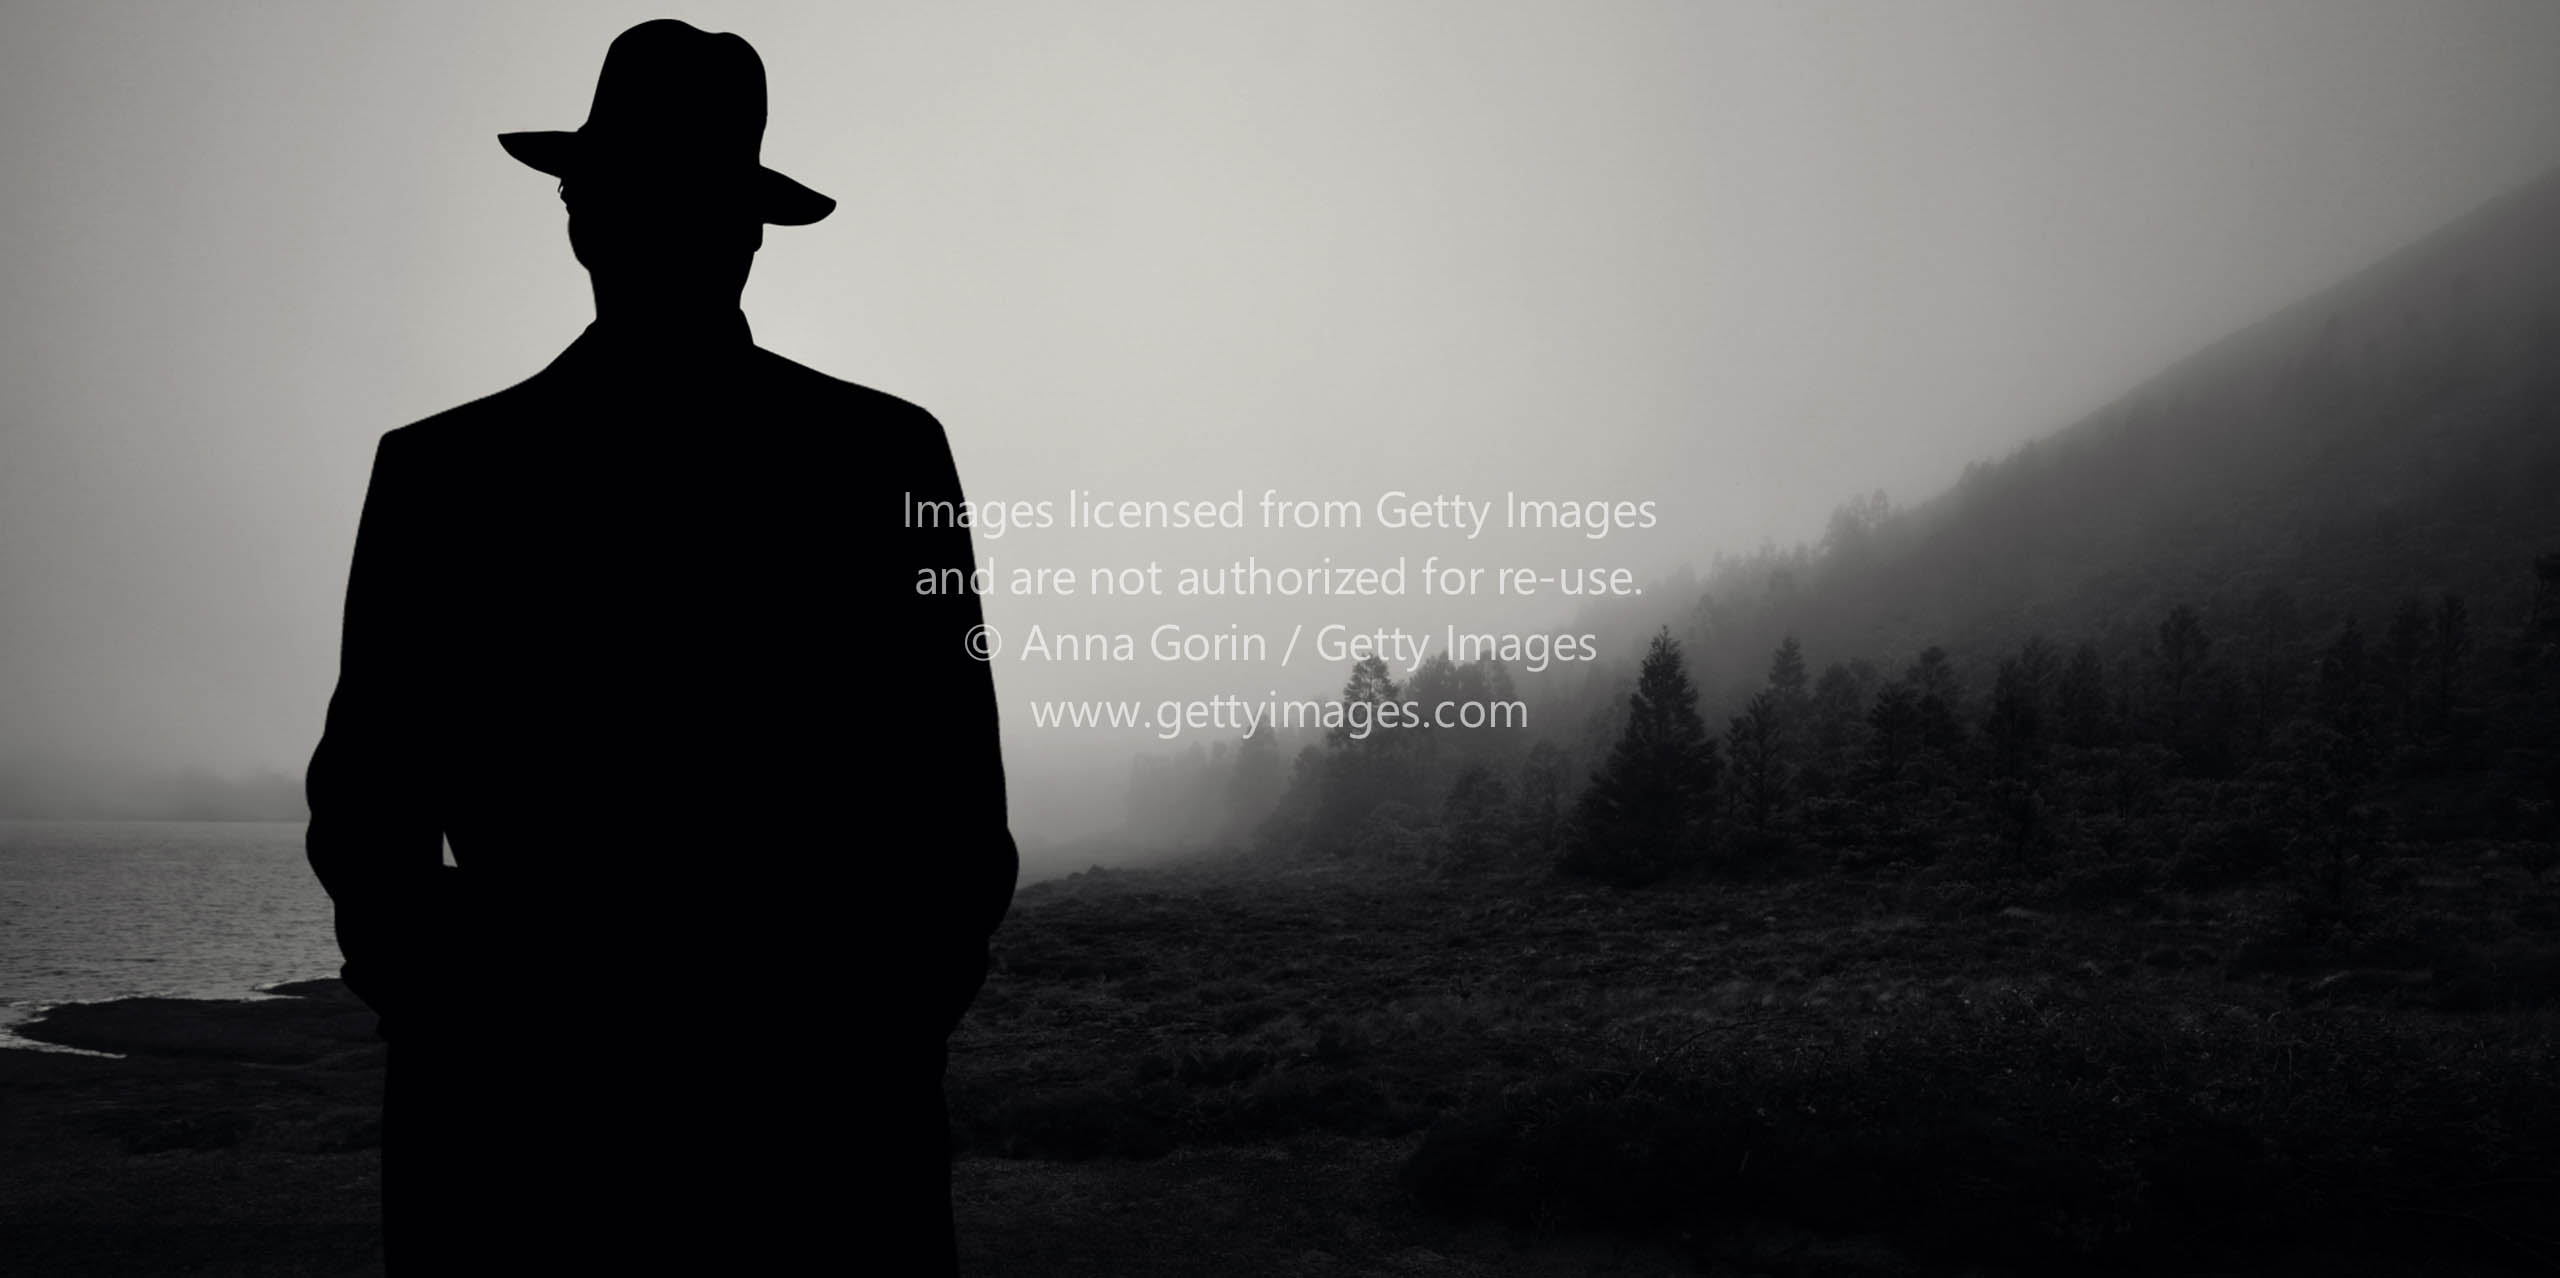 Images licensed from Getty Images
and are not authorized for re-use.
© Anna Gorin / Getty Images
www.gettyimages.com